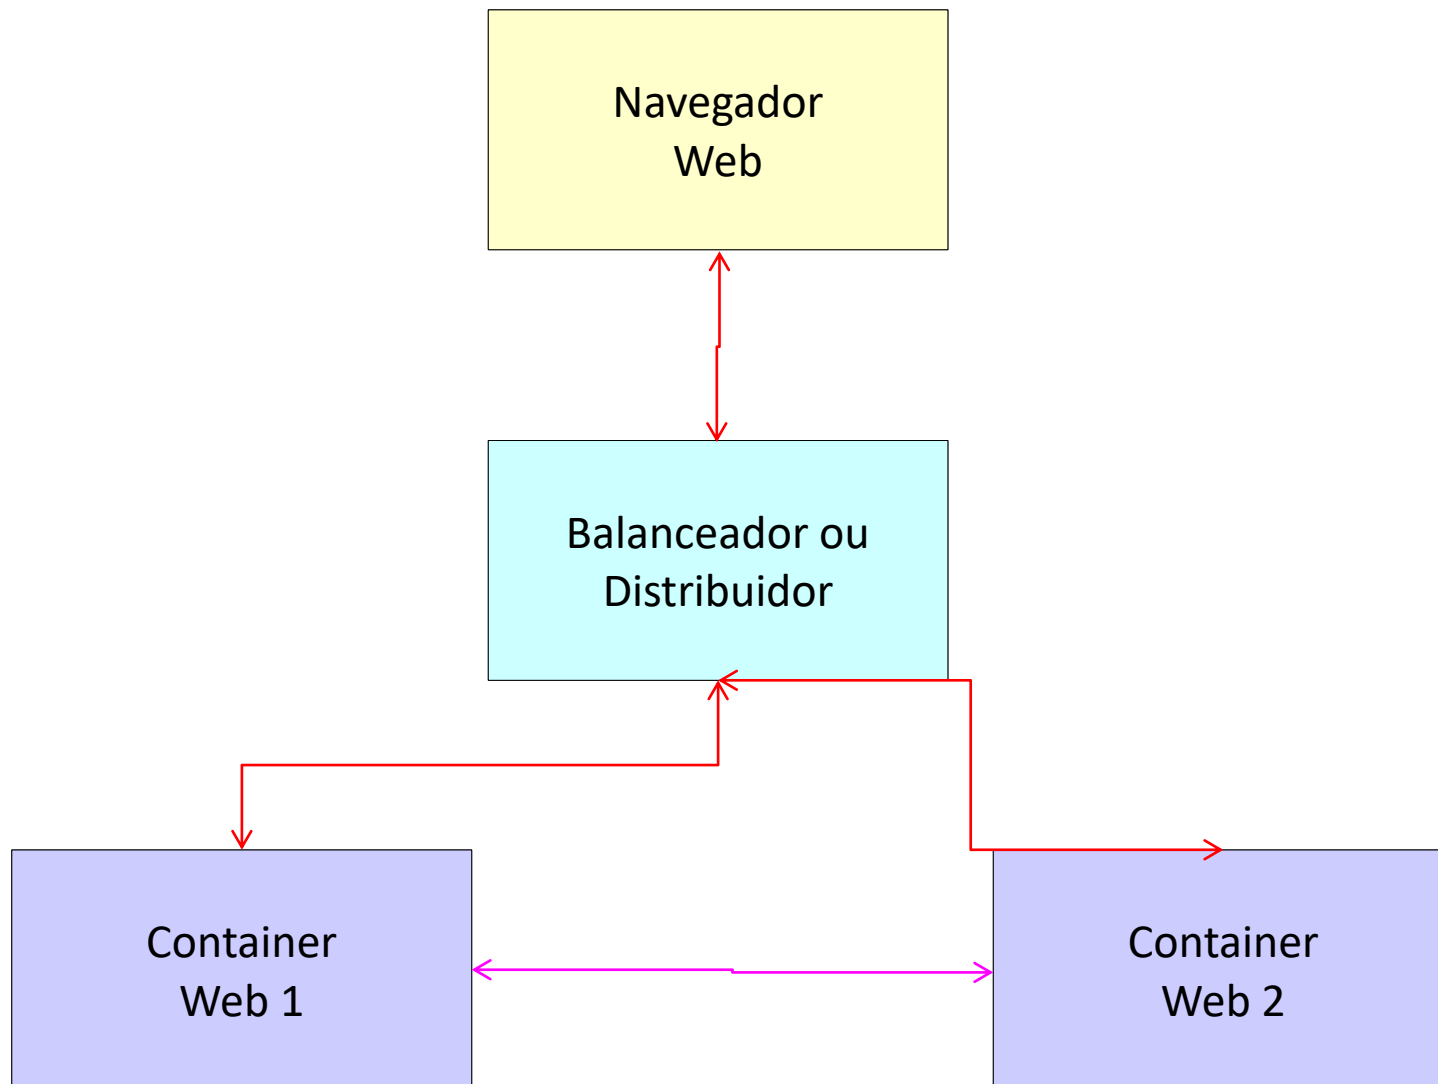 Navegador
Web
Balanceador ou
Distribuidor
Container
Web 1
Container
Web 2